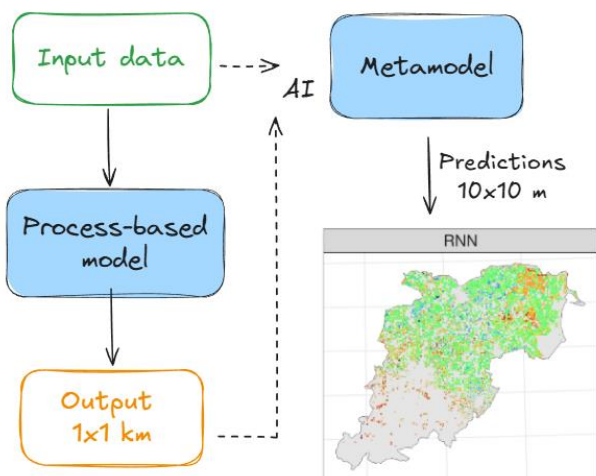 Input data
AI
Metamodel
Process-based
model
Predictions
10x10 m
Output
1x1 km
RNN